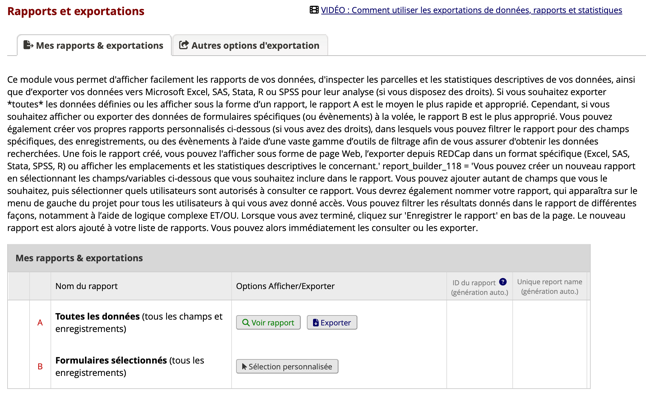 Rapports et exportations
VIDÉO : Comment utiliser les exportations de données, rapports et statistiques
Mes rapports & exportations
Autres options d'exportation
Ce module vous permet d'afficher facilement les rapports de vos données, d'inspecter les parcelles et les statistiques descriptives de vos données, ainsi
que d'exporter vos données vers Microsoft Excel, SAS, Stata, R ou SPSS pour leur analyse (si vous disposez des droits). Si vous souhaitez exporter
*toutes* les données définies ou les afficher sous la forme d'un rapport, le rapport A est le moyen le plus rapide et approprié. Cependant, si vous
souhaitez afficher ou exporter des données de formulaires spécifiques (ou évènements) à la volée, le rapport B est le plus approprié. Vous pouvez
également créer vos propres rapports personnalisés ci-dessous (si vous avez des droits), dans lesquels vous pouvez filtrer le rapport pour des champs
spécifiques, des enregistrements, ou des évènements à l'aide d'une vaste gamme d'outils de filtrage afin de vous assurer d'obtenir les données
recherchées. Une fois le rapport créé, vous pouvez l'afficher sous forme de page Web, l'exporter depuis REDCap dans un format spécifique (Excel, SAS,
Stata, SPSS, R) ou afficher les emplacements et les statistiques descriptives le concernant.' report_builder_118 = 'Vous pouvez créer un nouveau rapport
en sélectionnant les champs/variables ci-dessous que vous souhaitez inclure dans le rapport. Vous pouvez ajouter autant de champs que vous le
souhaitez, puis sélectionner quels utilisateurs sont autorisés à consulter ce rapport. Vous devrez également nommer votre rapport, qui apparaîtra sur le
menu de gauche du projet pour tous les utilisateurs à qui vous avez donné accès. Vous pouvez filtrer les résultats donnés dans le rapport de différentes
façons, notamment à l'aide de logique complexe ET/OU. Lorsque vous avez terminé, cliquez sur 'Enregistrer le rapport' en bas de la page. Le nouveau
rapport est alors ajouté à votre liste de rapports. Vous pouvez alors immédiatement les consulter ou les exporter.
Mes rapports & exportations
Nom du rapport
Options Afficher/Exporter
ID du rapport ?
(génération auto.)
Unique report name
(génération auto.)
A
Toutes les données (tous les champs et
enregistrements)
Voir rapport
Exporter
B
Formulaires sélectionnés (tous les
enregistrements)
Sélection personnalisée